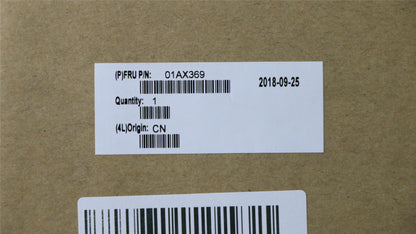 (P)FRU P/N: 01AX369
2018-09-25
Quantity: 1
(4L)Origin: CN